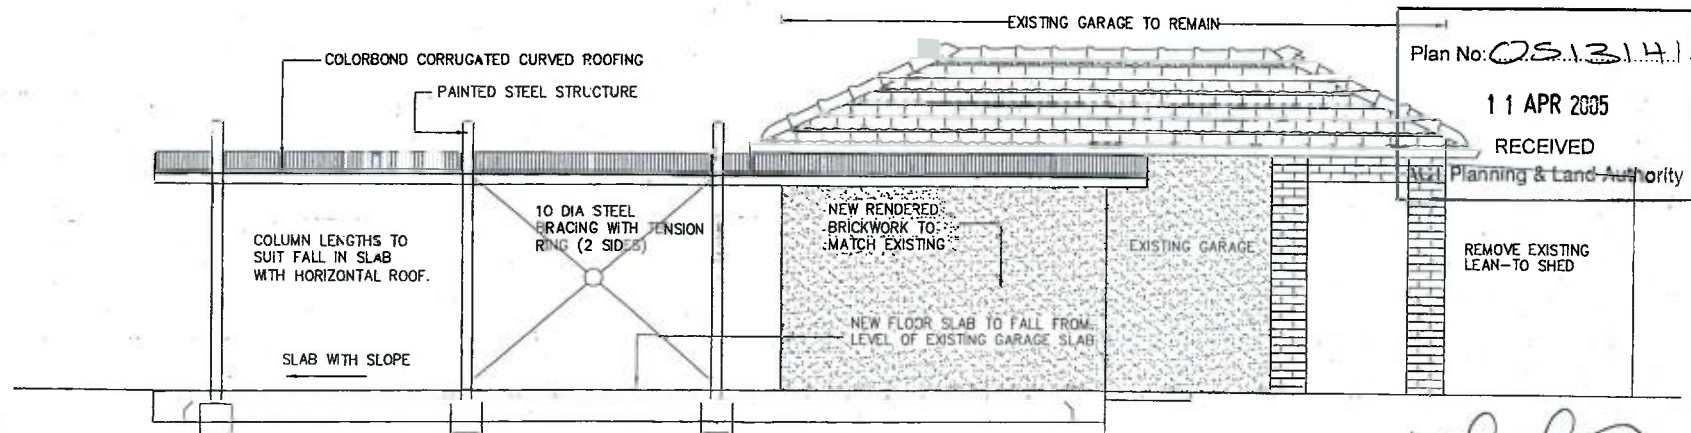 EXISTING GARAGE TO REMAIN
COLORBOND CORRUGATED CURVED ROOFING
PAINTED STEEL STRUCTURE
Plan No: 0513141
11 APR 2005
RECEIVED
ACT Planning & Land Authority
10 DIA STEEL
BRACING WITH TENSION
RING (2 SIDES)
COLUMN LENGTHS TO
SUIT FALL IN SLAB
WITH HORIZONTAL ROOF.
NEW RENDERED
BRICKWORK TO
MATCH EXISTING
EXISTING GARAGE
REMOVE EXISTING
LEAN-TO SHED
NEW FLOOR SLAB TO FALL FROM
LEVEL OF EXISTING GARAGE SLAB
SLAB WITH SLOPE